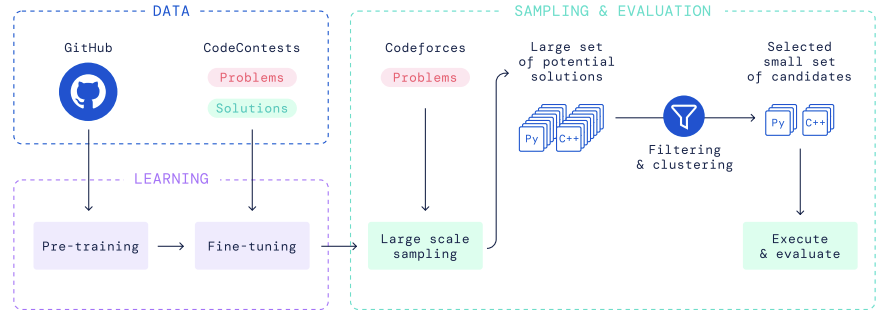 DATA
GitHub
CodeContests
Problems
Solutions
LEARNING
Pre-training
Fine-tuning
SAMPLING & EVALUATION
Codeforces
Problems
Large scale
sampling
Large set
of potential
solutions
Py
C++
Filtering
& clustering
Selected
small set
of candidates
Py
C++
Execute
& evaluate